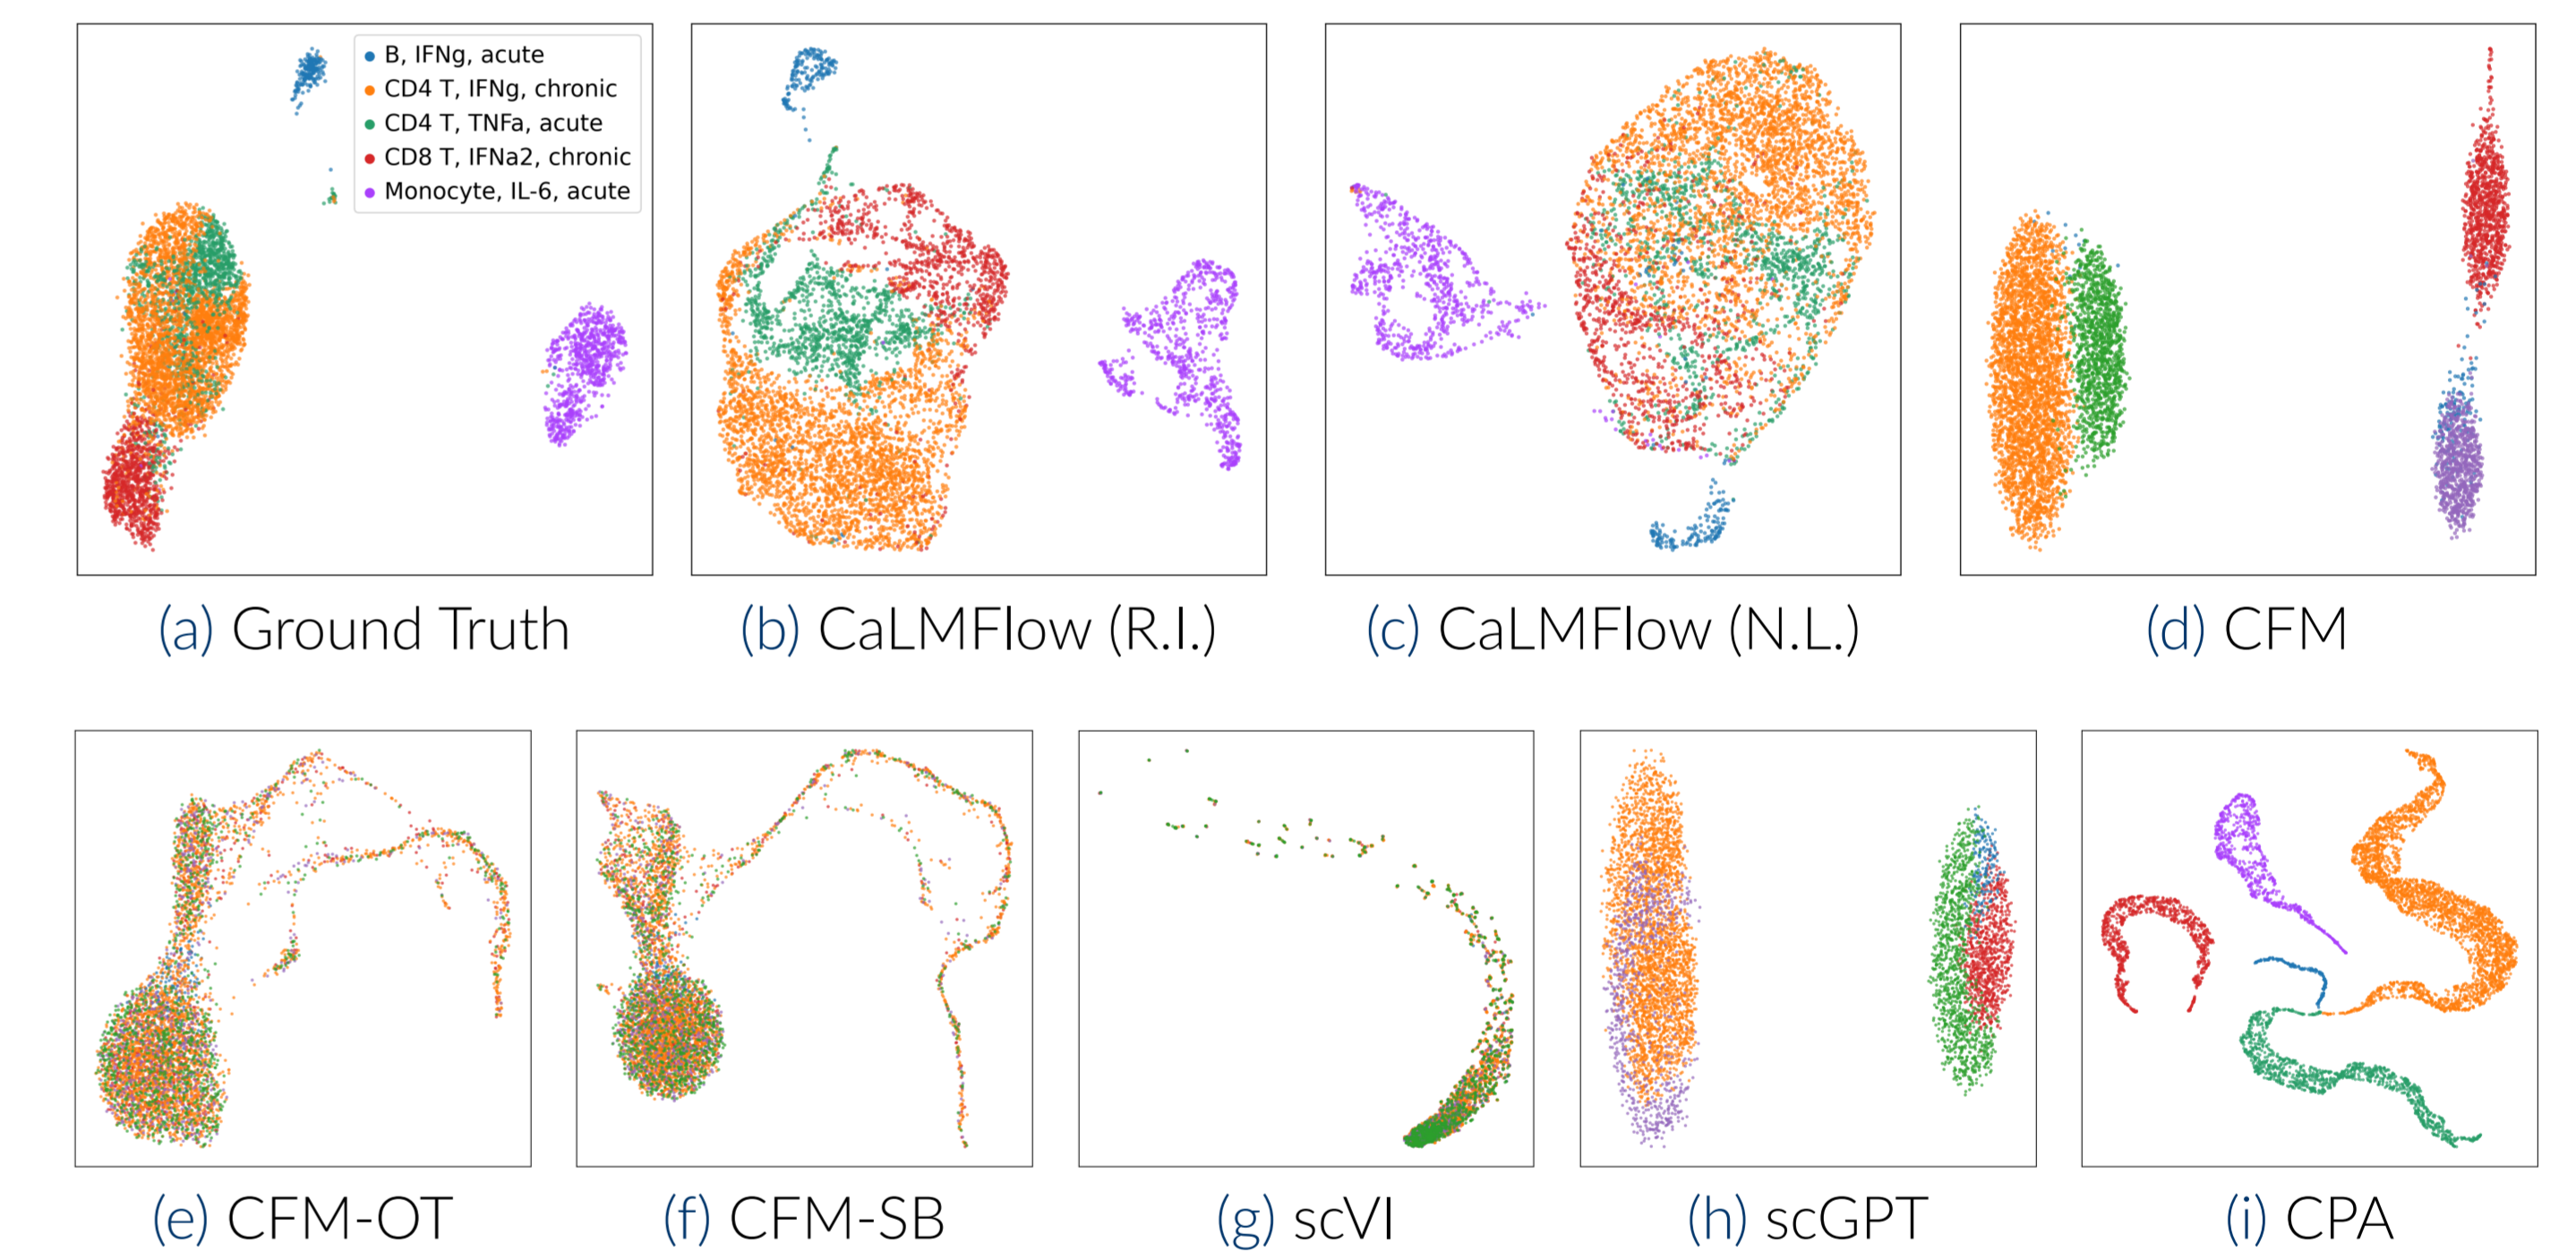 B, IFNg, acute
CD4 T, IFNg, chronic
CD4 T, TNFa, acute
CD8 T, IFNa2, chronic
Monocyte, IL-6, acute
(a) Ground Truth
(b) CaLMFlow (R.I.)
(c) CaLMFlow (N.L.)
(d) CFM
(e) CFM-OT
(f) CFM-SB
(g) scVI
(h) scGPT
(i) CPA